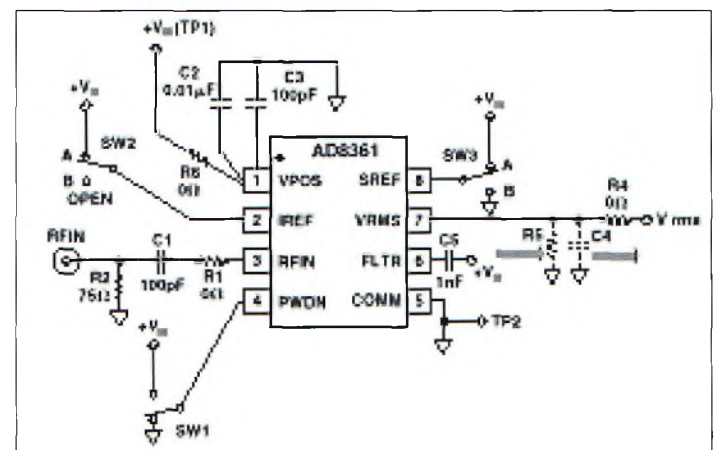 +Vs (TP1)
C2
0.01µF
C3
100pF
+Vs
SW2
A
B
OPEN
R6
0Ω
AD8361
1 VPOS
2 IREF
3 RFIN
4 PWDN
SREF 8
VRMS 7
FLTR 6
COMM 5
+Vs
SW3
A
B
R4
0Ω
V rms
R5
C4
C5
1nF
+Vs
TP2
RFIN
R2
75Ω
C1
100pF
R1
0Ω
+Vs
SW1